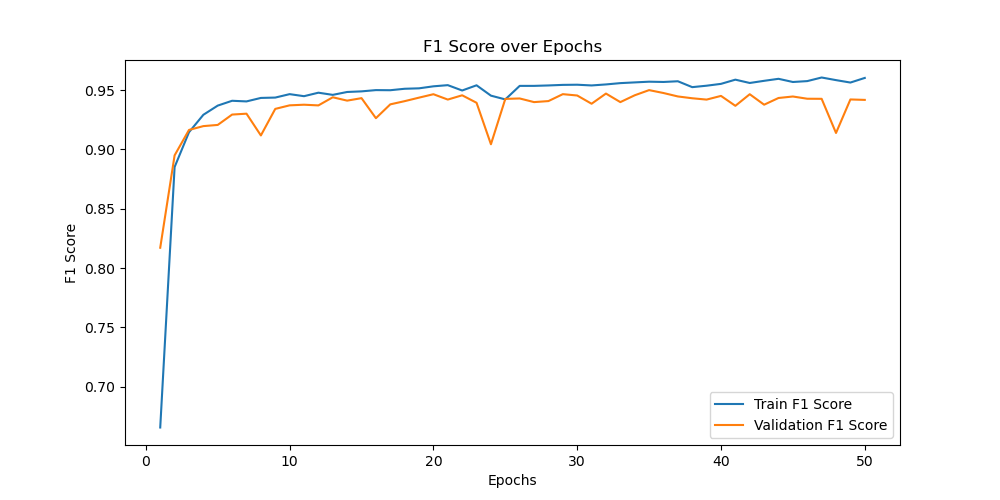 F1 Score over Epochs
F1 Score
0.95
0.90
0.85
0.80
0.75
0.70
0
10
20
30
40
50
Epochs
Train F1 Score
Validation F1 Score